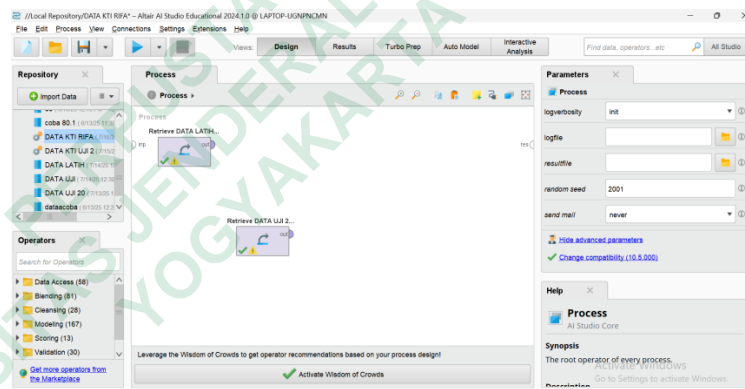 //Local Repository/DATA KTI RIFA* – Altair AI Studio Educational 2024.1.0 @ LAPTOP-UGNPNCMN
File Edit Process View Connections Settings Extensions Help
Views: Design Results Turbo Prep Auto Model Interactive Analysis
Find data, operators...etc
All Studio
Repository
Import Data
coba 80.1
DATA KTI RIFA
DATA KTI UJI 2
DATA LATIH
DATA UJI
DATA UJI 20
dataacoba
Operators
Search for Operators
Data Access (58)
Blending (81)
Cleansing (28)
Modeling (167)
Scoring (13)
Validation (30)
Get more operators from
the Marketplace
Process
Process
Process
inp
res
Retrieve DATA LATIH...
out
Retrieve DATA UJI 2...
out
Leverage the Wisdom of Crowds to get operator recommendations based on your process design!
Activate Wisdom of Crowds
Parameters
Process
logverbosity init
logfile
resultfile
random seed 2001
send mail never
Hide advanced parameters
Change compatibility (10.5.000)
Help
Process
AI Studio Core
Synopsis
The root operator of every process.
Description
Activate Windows
Go to Settings to activate Windows.
YOGYAKARTA